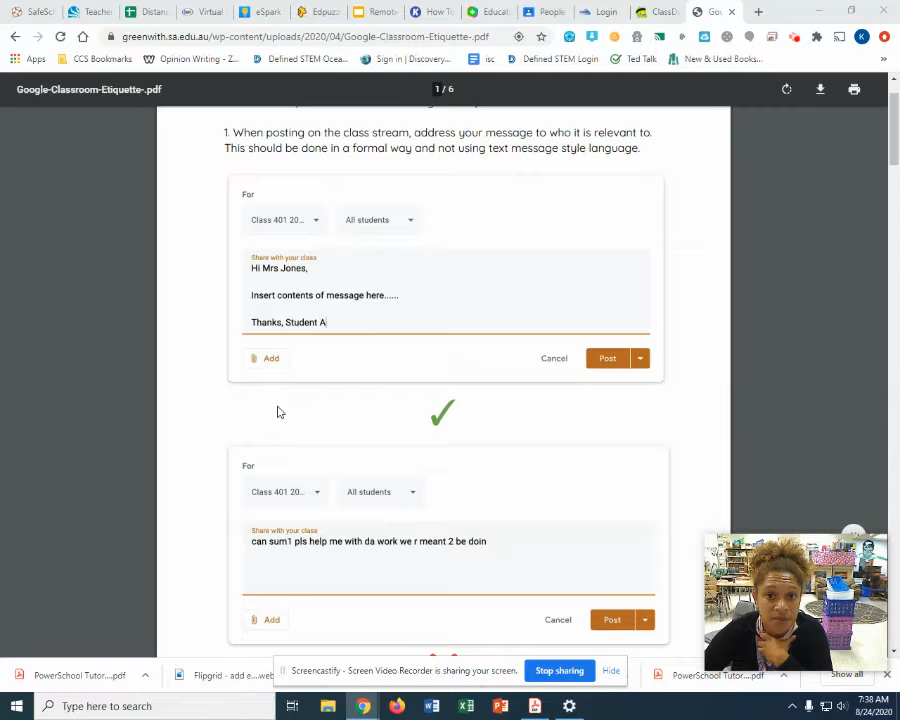 SafeSc
Teache
Distanc
Virtual
eSpark
Edpuzz
Remote
How To
Educat
People
Login
ClassDo
Goo
greenwith.sa.edu.au/wp-content/uploads/2020/04/Google-Classroom-Etiquette-.pdf
Apps CCS Bookmarks Opinion Writing - Z... Defined STEM Ocea... Sign in | Discovery... isc Defined STEM Login Ted Talk New & Used Books...
Google-Classroom-Etiquette-.pdf 1 / 6
1. When posting on the class stream, address your message to who it is relevant to.
This should be done in a formal way and not using text message style language.
For
Class 401 20... All students
Share with your class
Hi Mrs Jones,
Insert contents of message here......
Thanks, Student A
Add Cancel Post
For
Class 401 20... All students
Share with your class
can sum1 pls help me with da work we r meant 2 be doin
Add Cancel Post
PowerSchool Tutor....pdf Flipgrid - add e....web Screencastify - Screen Video Recorder is sharing your screen. Stop sharing Hide PowerSchool Tutor....pdf Show all
Type here to search
7:38 AM
8/24/2020